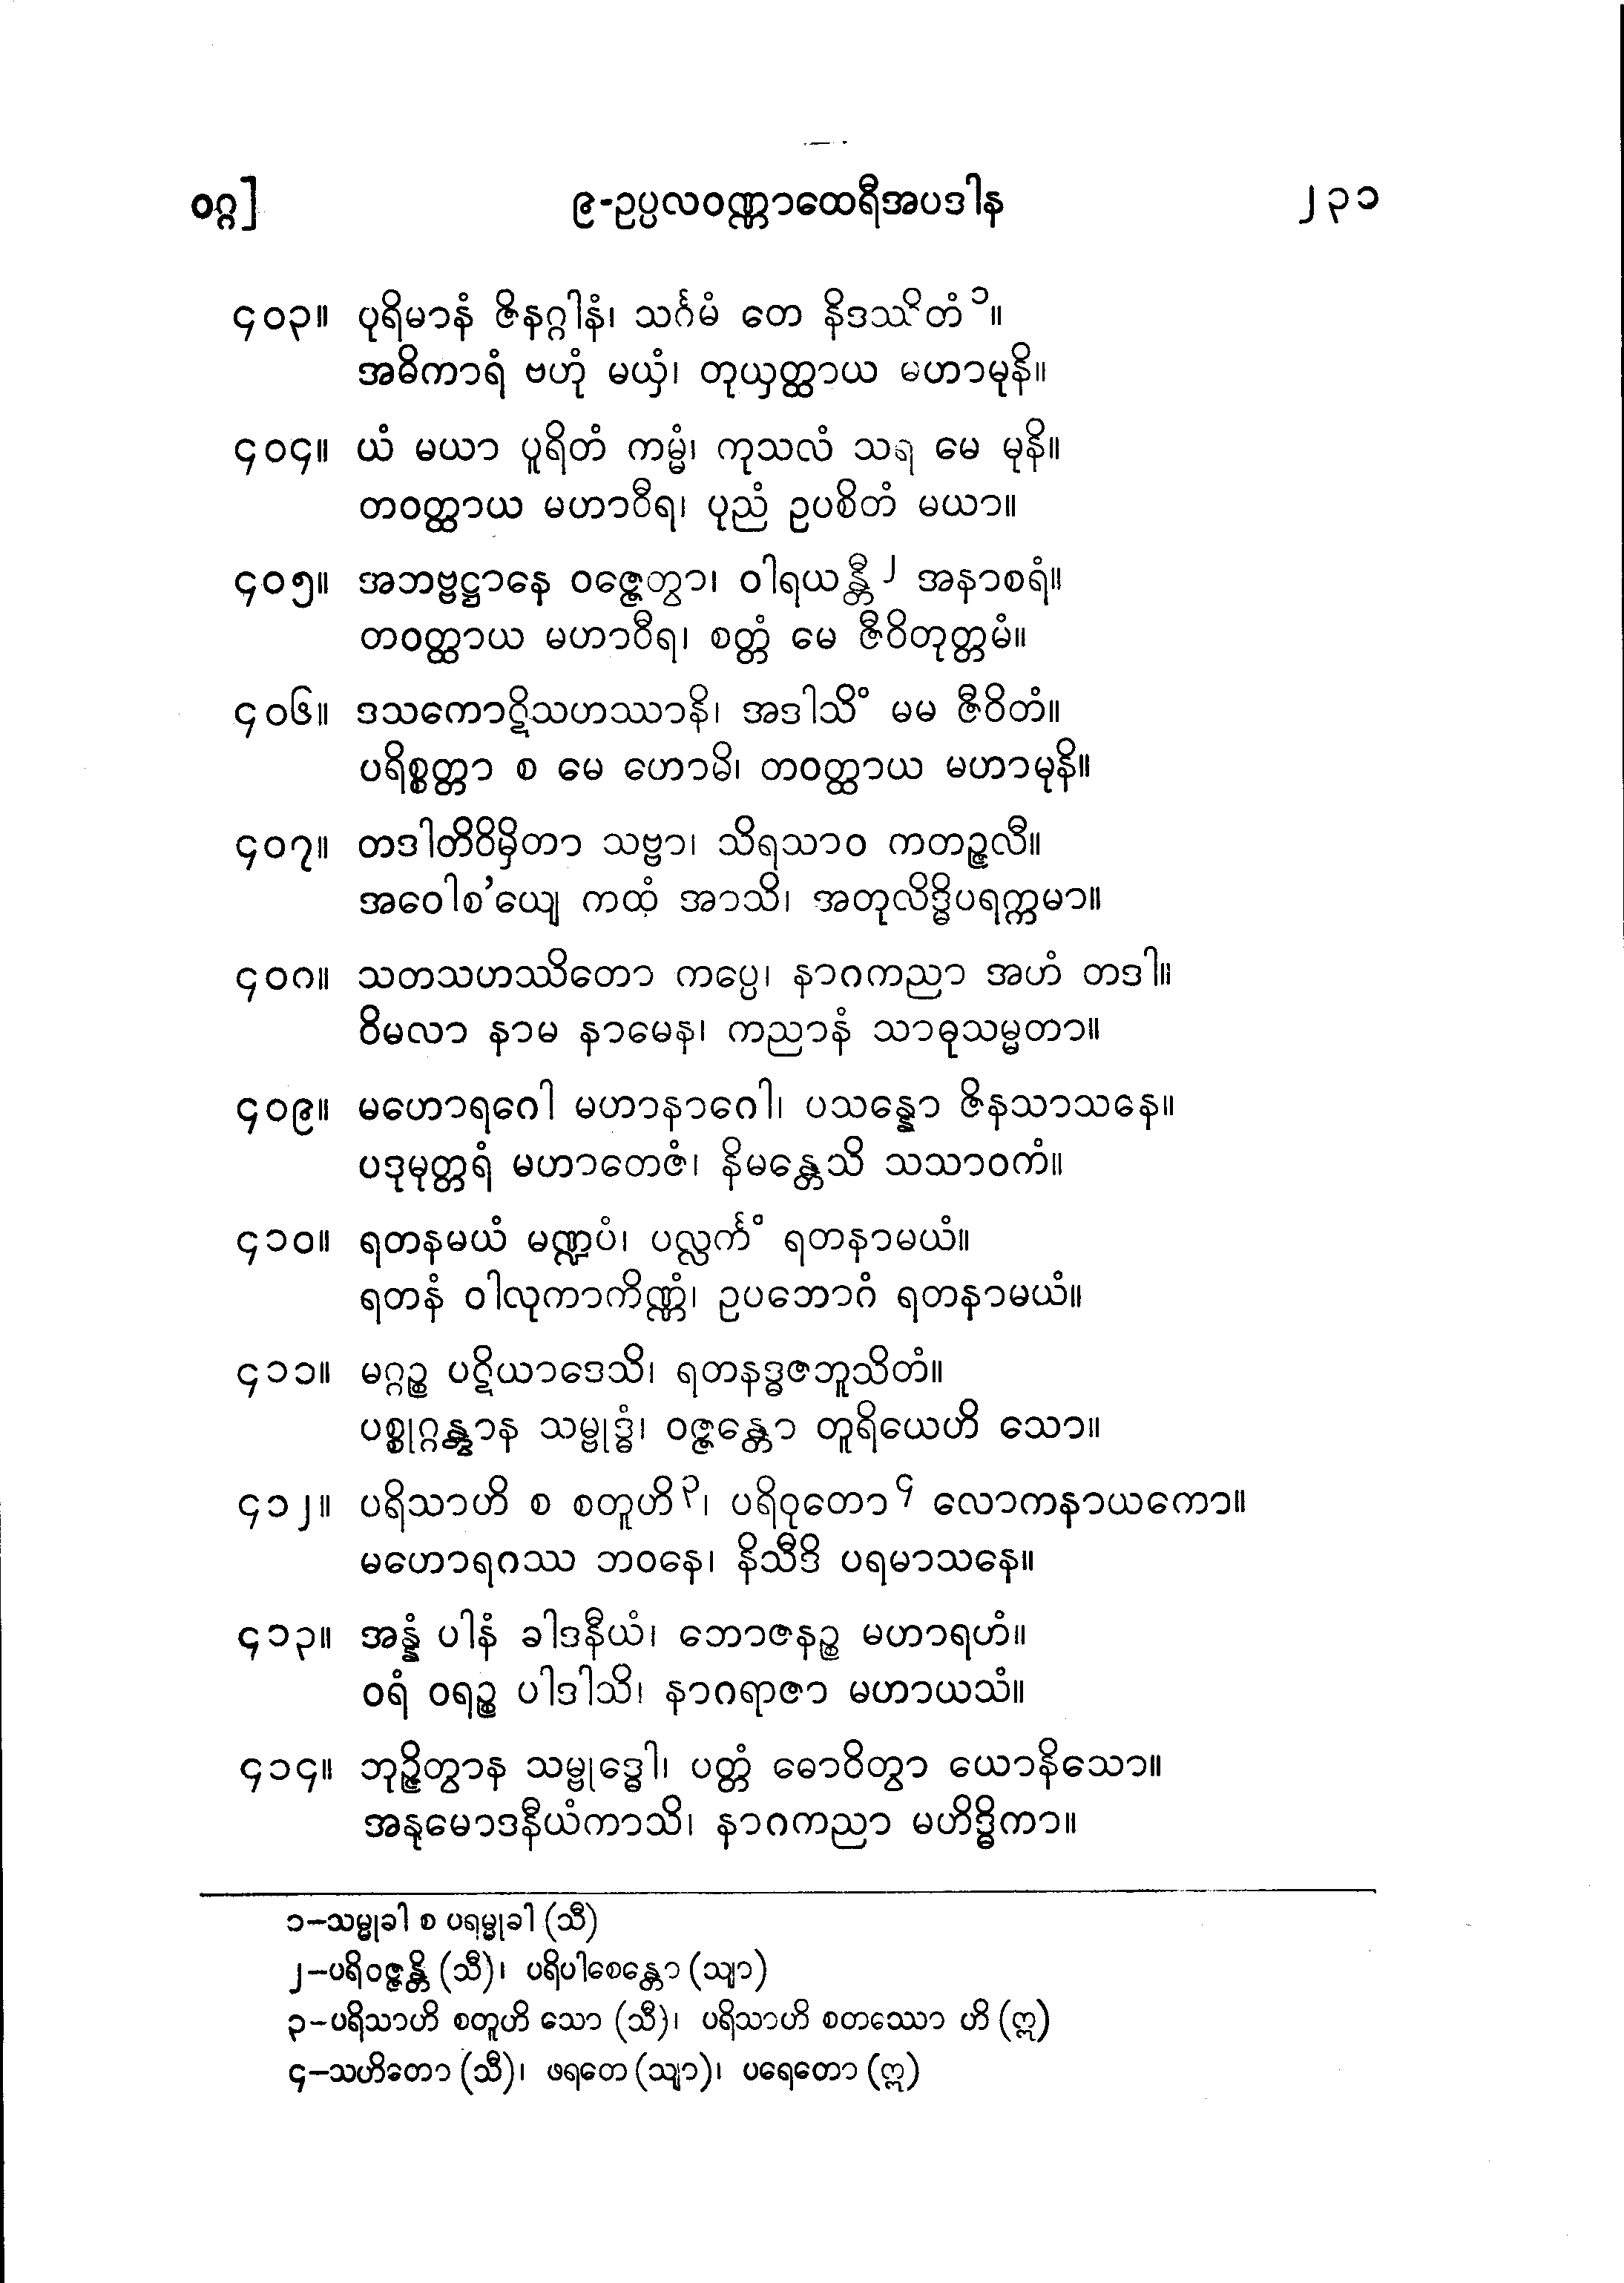 ဝဂ္ဂ] ၉-ဥပ္ပလဝဏ္ဏာထေရီအပဒါန ၂၃၁
၄၀၃။ ပုရိမာနံ ဇိနဂ္ဂါနံ၊ သင်္ဂမံ တေ နိဒဿိတံ ၁။
အဓိကာရံ ဗဟုံ မယှံ၊ တုယှတ္ထာယ မဟာမုနိ။
၄၀၄။ ယံ မယာ ပူရိတံ ကမ္မံ၊ ကုသလံ သရ မေ မုနိ။
တဝတ္ထာယ မဟာဝီရ၊ ပုညံ ဥပစိတံ မယာ။
၄၀၅။ အဘဗ္ဗဋ္ဌာနေ ဝဇ္ဇေတွာ၊ ဝါရယန္တီ ၂ အနာစရံ။
တဝတ္ထာယ မဟာဝီရ၊ စတ္တံ မေ ဇီဝိတုတ္တမံ။
၄၀၆။ ဒသကောဋိသဟဿာနိ၊ အဒါသိံ မမ ဇီဝိတံ။
ပရိစ္စတ္တာ စ မေ ဟောမိ၊ တဝတ္ထာယ မဟာမုနိ။
၄၀၇။ တဒါတိဝိမှိတာ သဗ္ဗာ၊ သိရသာဝ ကတဉ္ဇလီ။
အဝေါစ'ယျေ ကထံ အာသိ၊ အတုလိဒ္ဓိပရက္ကမာ။
၄၀၈။ သတသဟဿိတော ကပ္ပေ၊ နာဂကညာ အဟံ တဒါ။
ဝိမလာ နာမ နာမေန၊ ကညာနံ သာဓုသမ္မတာ။
၄၀၉။ မဟောရဂေါ မဟာနာဂေါ၊ ပသန္နော ဇိနသာသနေ။
ပဒုမုတ္တရံ မဟာတေဇံ၊ နိမန္တေသိ သသာဝကံ။
၄၁၀။ ရတနမယံ မဏ္ဍပံ၊ ပလ္လင်္ကံ ရတနာမယံ။
ရတနံ ဝါလုကာကိဏ္ဏံ၊ ဥပဘောဂံ ရတနာမယံ။
၄၁၁။ မဂ္ဂဉ္စ ပဋိယာဒေသိ၊ ရတနဒ္ဓဇဘူသိတံ။
ပစ္စုဂ္ဂန္တွာန သမ္ဗုဒ္ဓံ၊ ဝဇ္ဇန္တော တူရိယေဟိ သော။
၄၁၂။ ပရိသာဟိ စ စတူဟိ ၃၊ ပရိဝုတော ၄ လောကနာယကော။
မဟောရဂဿ ဘဝနေ၊ နိသီဒိ ပရမာသနေ။
၄၁၃။ အန္နံ ပါနံ ခါဒနီယံ၊ ဘောဇနဉ္စ မဟာရဟံ။
ဝရံ ဝရဉ္စ ပါဒါသိ၊ နာဂရာဇာ မဟာယသံ။
၄၁၄။ ဘုဉ္ဇိတွာန သမ္ဗုဒ္ဓေါ၊ ပတ္တံ ဓောဝိတွာ ယောနိသော။
အနုမောဒနီယံကာသိ၊ နာဂကညာ မဟိဒ္ဓိကာ။
၁-သမ္မုခါ စ ပရမ္မုခါ (သီ)
၂-ပရိဝဇ္ဇန္တိ (သီ)၊ ပရိပါစေန္တော (သျာ)
၃-ပရိသာဟိ စတူဟိ သော (သီ)၊ ပရိသာဟိ စတဿော ဟိ (ဣ)
၄-သဟိတော (သီ)၊ ဖရတေ (သျာ)၊ ပရေတော (ဣ)